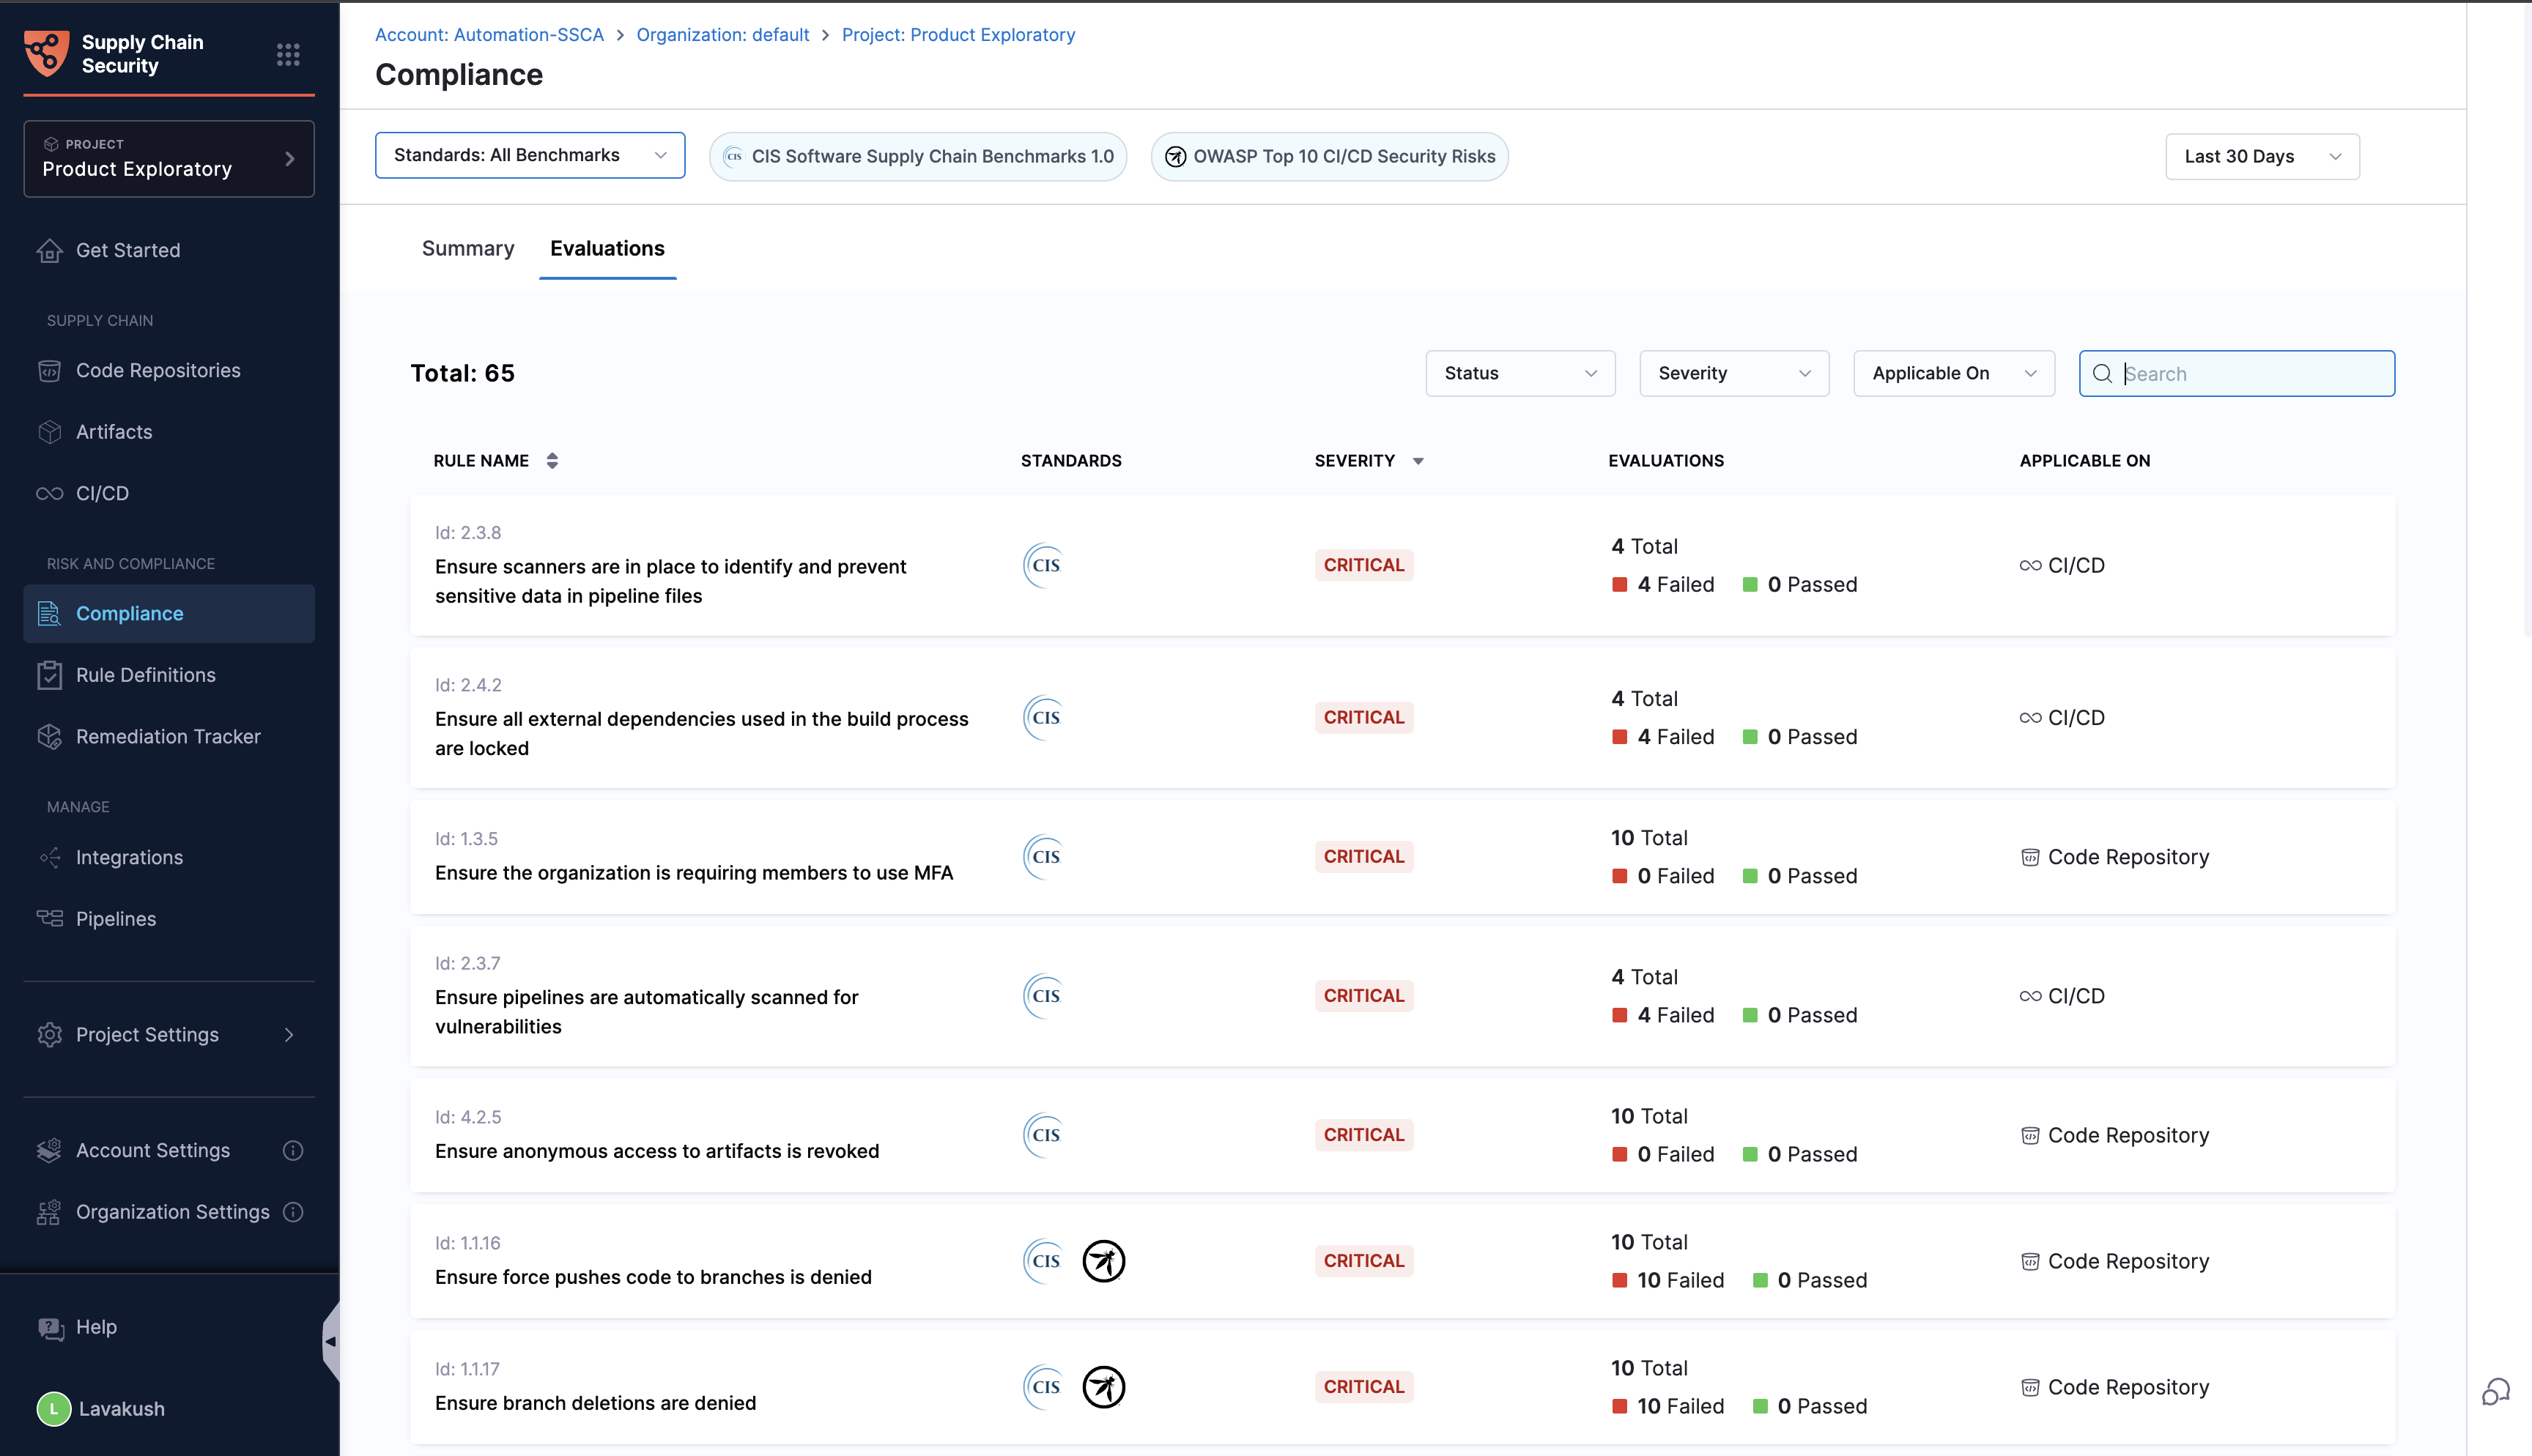 Supply Chain
Security
PROJECT
Product Exploratory
Get Started
SUPPLY CHAIN
Code Repositories
Artifacts
CI/CD
RISK AND COMPLIANCE
Compliance
Rule Definitions
Remediation Tracker
MANAGE
Integrations
Pipelines
Project Settings
Account Settings
Organization Settings
Help
L Lavakush
Account: Automation-SSCA > Organization: default > Project: Product Exploratory
Compliance
Standards: All Benchmarks
CIS CIS Software Supply Chain Benchmarks 1.0
OWASP Top 10 CI/CD Security Risks
Last 30 Days
Summary Evaluations
Total: 65
Status
Severity
Applicable On
Search
RULE NAME STANDARDS SEVERITY EVALUATIONS APPLICABLE ON
Id: 2.3.8
Ensure scanners are in place to identify and prevent
sensitive data in pipeline files
CIS
CRITICAL
4 Total
4 Failed 0 Passed
CI/CD
Id: 2.4.2
Ensure all external dependencies used in the build process
are locked
CIS
CRITICAL
4 Total
4 Failed 0 Passed
CI/CD
Id: 1.3.5
Ensure the organization is requiring members to use MFA
CIS
CRITICAL
10 Total
0 Failed 0 Passed
Code Repository
Id: 2.3.7
Ensure pipelines are automatically scanned for
vulnerabilities
CIS
CRITICAL
4 Total
4 Failed 0 Passed
CI/CD
Id: 4.2.5
Ensure anonymous access to artifacts is revoked
CIS
CRITICAL
10 Total
0 Failed 0 Passed
Code Repository
Id: 1.1.16
Ensure force pushes code to branches is denied
CIS
CRITICAL
10 Total
10 Failed 0 Passed
Code Repository
Id: 1.1.17
Ensure branch deletions are denied
CIS
CRITICAL
10 Total
10 Failed 0 Passed
Code Repository